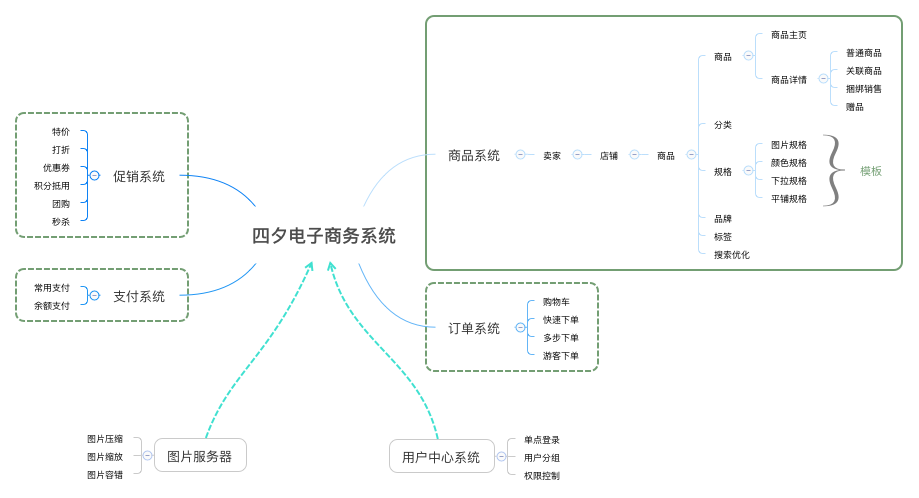 四夕电子商务系统
促销系统
特价
打折
优惠券
积分抵用
团购
秒杀
支付系统
常用支付
余额支付
商品系统
卖家
店铺
商品
商品
商品主页
商品详情
普通商品
关联商品
捆绑销售
赠品
分类
规格
图片规格
颜色规格
下拉规格
平铺规格
模板
品牌
标签
搜索优化
订单系统
购物车
快速下单
多步下单
游客下单
图片服务器
图片压缩
图片缩放
图片容错
用户中心系统
单点登录
用户分组
权限控制